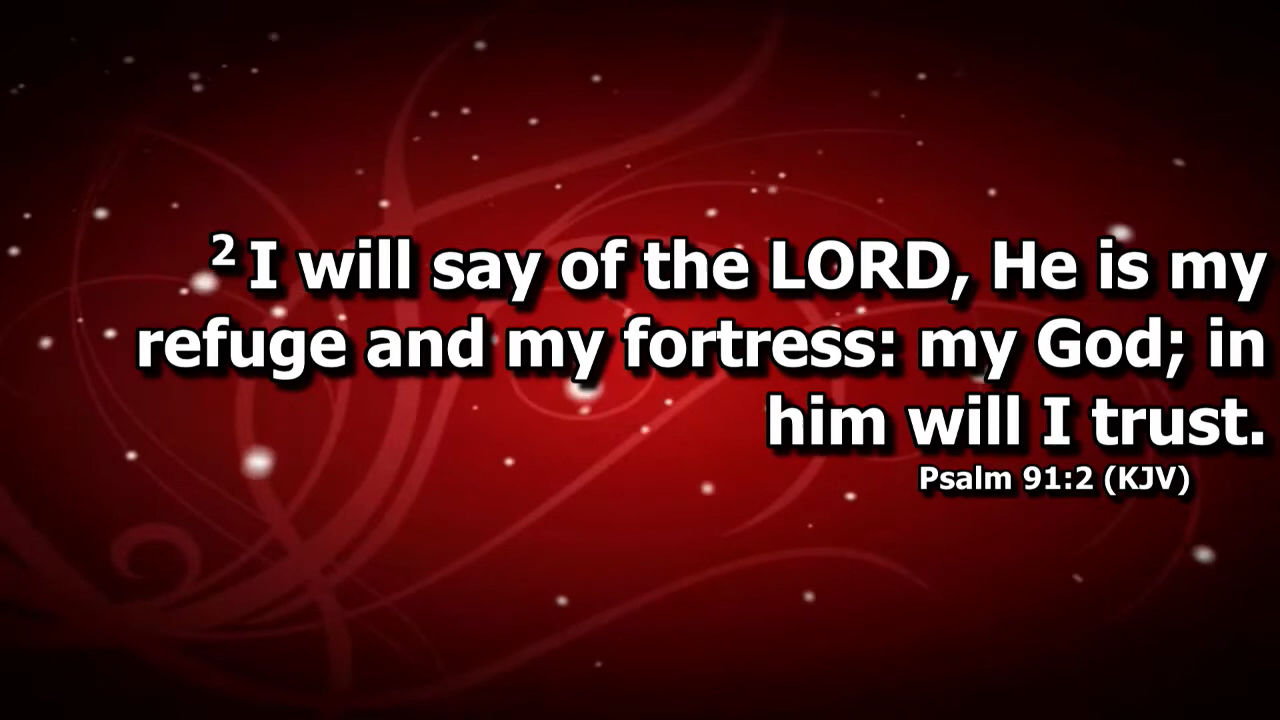 2 I will say of the LORD, He is my
refuge and my fortress: my God; in
him will I trust.
Psalm 91:2 (KJV)